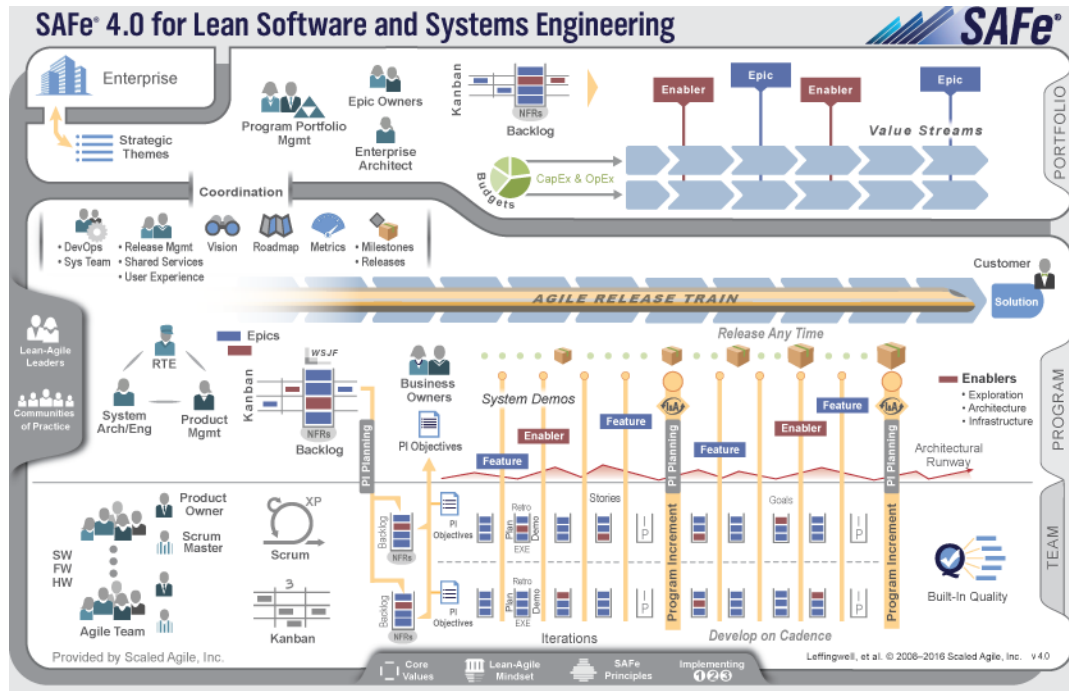 SAFe® 4.0 for Lean Software and Systems Engineering
SAFe®
Enterprise
Strategic
Themes
Program Portfolio
Mgmt
Epic Owners
Enterprise
Architect
Kanban
NFRs
Backlog
Enabler
Epic
Enabler
Epic
Value Streams
Budgets
CapEx & OpEx
PORTFOLIO
Coordination
• DevOps
• Sys Team
• Release Mgmt
• Shared Services
• User Experience
Vision
Roadmap
Metrics
• Milestones
• Releases
AGILE RELEASE TRAIN
Customer
Solution
Release Any Time
Lean-Agile
Leaders
Communities
of Practice
RTE
System
Arch/Eng
Product
Mgmt
Epics
WSJF
Kanban
NFRs
Backlog
PI Planning
Business
Owners
PI Objectives
System Demos
Feature
Enabler
Feature
I&A
PI Planning
Feature
Enabler
Feature
I&A
PI Planning
Enablers
• Exploration
• Architecture
• Infrastructure
Architectural
Runway
PROGRAM
SW
FW
HW
Product
Owner
Scrum
Master
Agile Team
XP
Scrum
3
Kanban
Backlog
NFRs
Backlog
NFRs
PI
Objectives
PI
Objectives
Plan
Retro
Demo
EXE
Stories
I
P
Goals
I
P
Plan
Retro
Demo
EXE
I
P
I
P
Program Increment
Program Increment
Iterations
Develop on Cadence
Built-In Quality
TEAM
Provided by Scaled Agile, Inc.
Leffingwell, et al. © 2008–2016 Scaled Agile, Inc. v 4.0
Core
Values
Lean-Agile
Mindset
SAFe
Principles
Implementing
1 2 3